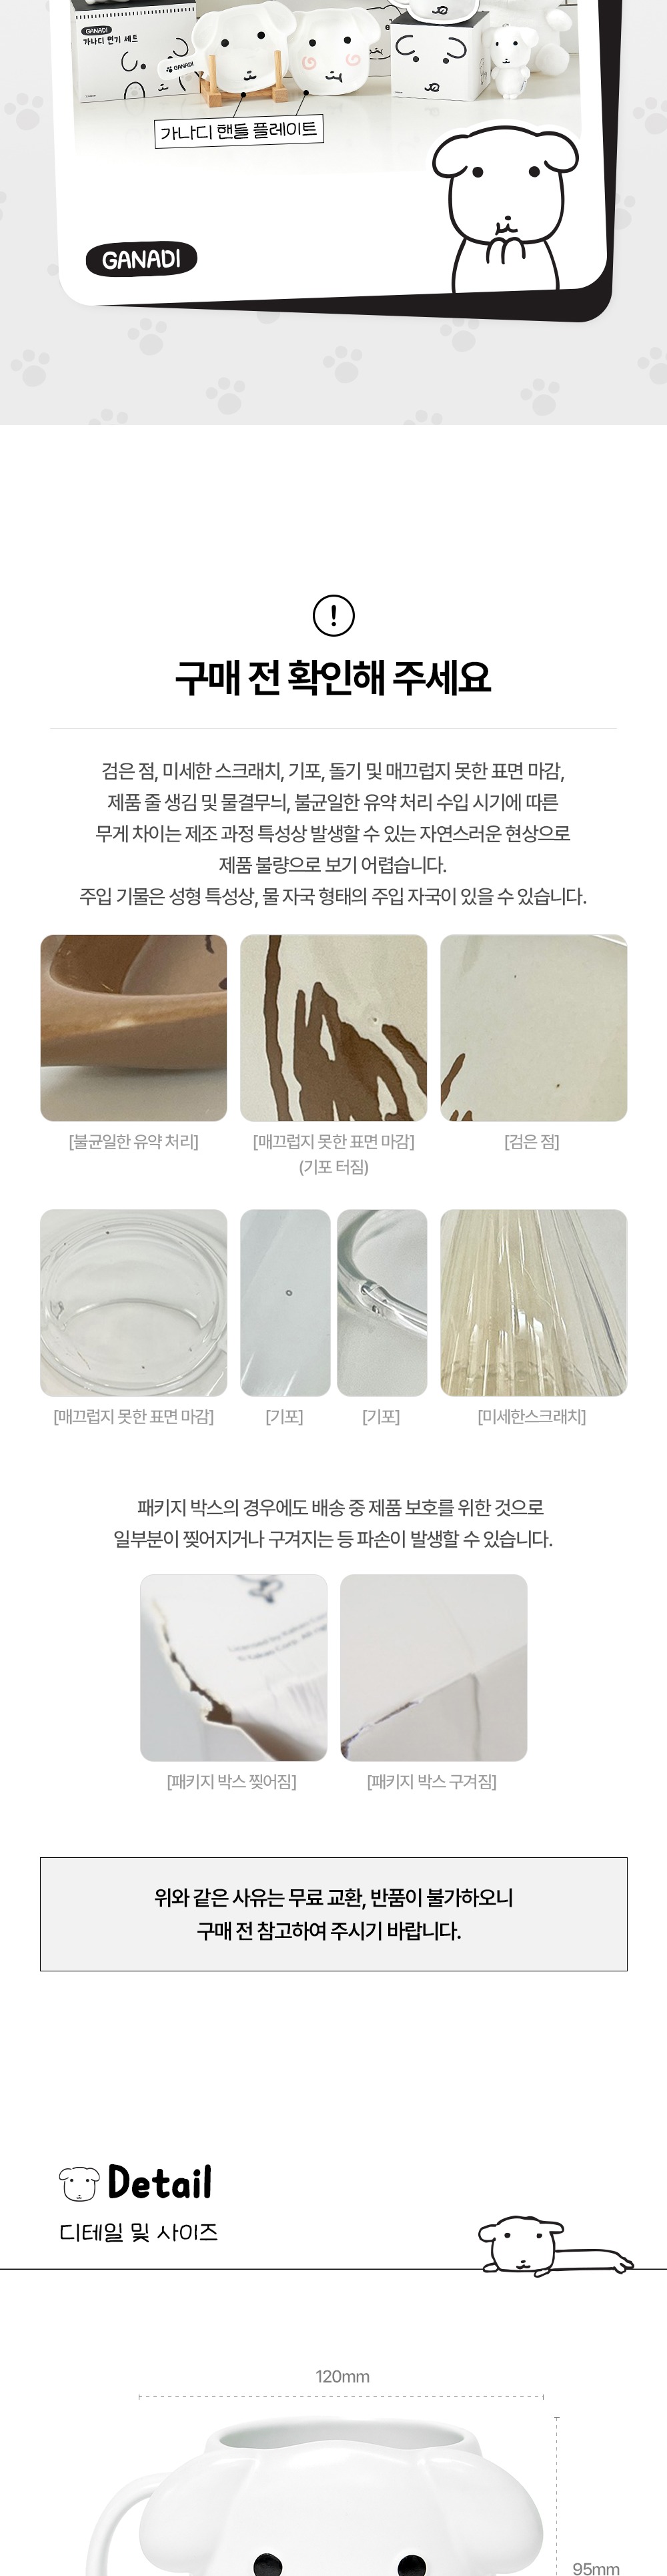 GANADI
가나디 면기 세트
GANADI
가나디 핸들 플레이트
GANADI
!
구매 전 확인해 주세요
검은 점, 미세한 스크래치, 기포, 돌기 및 매끄럽지 못한 표면 마감,
제품 줄 생김 및 물결무늬, 불균일한 유약 처리 수입 시기에 따른
무게 차이는 제조 과정 특성상 발생할 수 있는 자연스러운 현상으로
제품 불량으로 보기 어렵습니다.
주입 기물은 성형 특성상, 물 자국 형태의 주입 자국이 있을 수 있습니다.
[불균일한 유약 처리]
[매끄럽지 못한 표면 마감]
(기포 터짐)
[검은 점]
[매끄럽지 못한 표면 마감]
[기포]
[기포]
[미세한스크래치]
패키지 박스의 경우에도 배송 중 제품 보호를 위한 것으로
일부분이 찢어지거나 구겨지는 등 파손이 발생할 수 있습니다.
[패키지 박스 찢어짐]
[패키지 박스 구겨짐]
위와 같은 사유는 무료 교환, 반품이 불가하오니
구매 전 참고하여 주시기 바랍니다.
Detail
디테일 및 사이즈
120mm
95mm